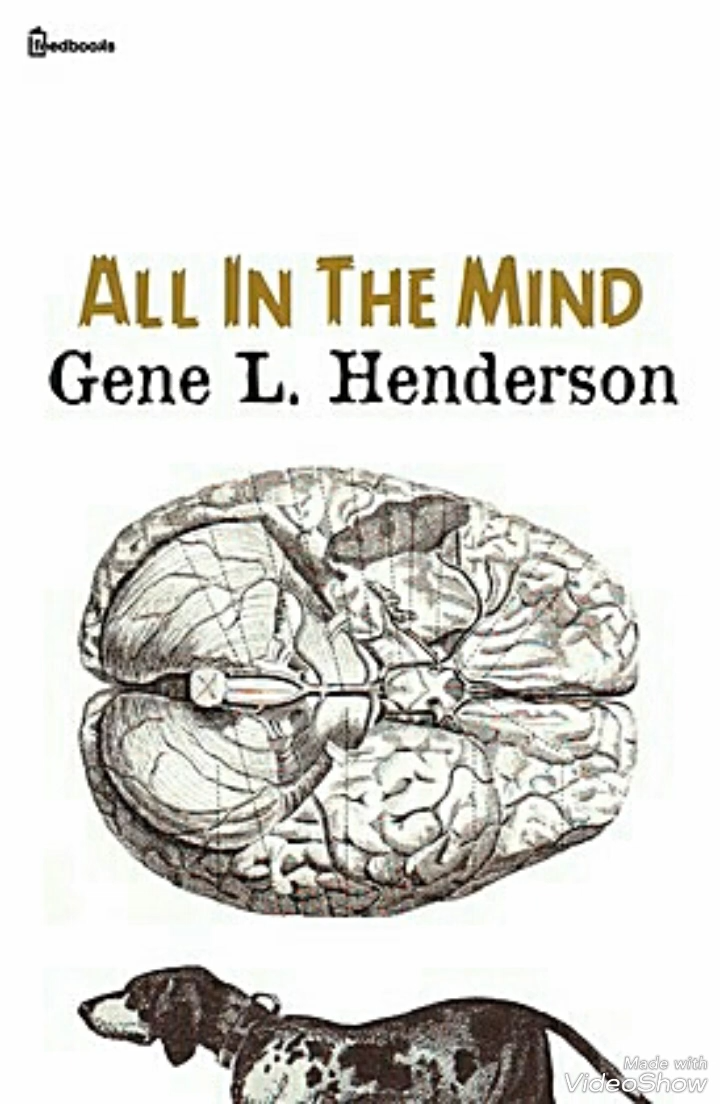 feedbooks
ALL IN THE MIND
Gene L. Henderson
Made with
VideoShow